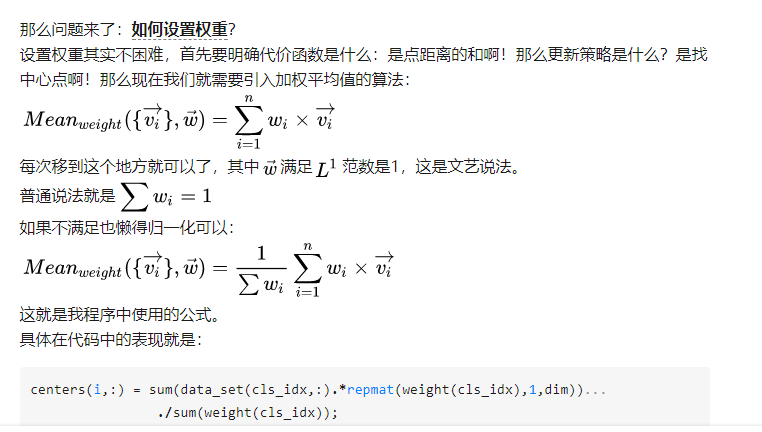 那么问题来了：如何设置权重？
设置权重其实不困难，首先要明确代价函数是什么：是点距离的和啊！那么更新策略是什么？是找
中心点啊！那么现在我们就需要引入加权平均值的算法：
$Mean_{weight}(\{\overrightarrow{v_i}\},\vec{w})=\sum_{i=1}^{n} w_i \times \overrightarrow{v_i}$
每次移到这个地方就可以了，其中 $\vec{w}$ 满足 $L^1$ 范数是1，这是文艺说法。
普通说法就是 $\sum w_i = 1$
如果不满足也懒得归一化可以：
$Mean_{weight}(\{\overrightarrow{v_i}\},\vec{w})=\frac{1}{\sum w_i}\sum_{i=1}^{n} w_i \times \overrightarrow{v_i}$
这就是我程序中使用的公式。
具体在代码中的表现就是：
centers(i,:) = sum(data_set(cls_idx,:).*repmat(weight(cls_idx),1,dim))...
./sum(weight(cls_idx));